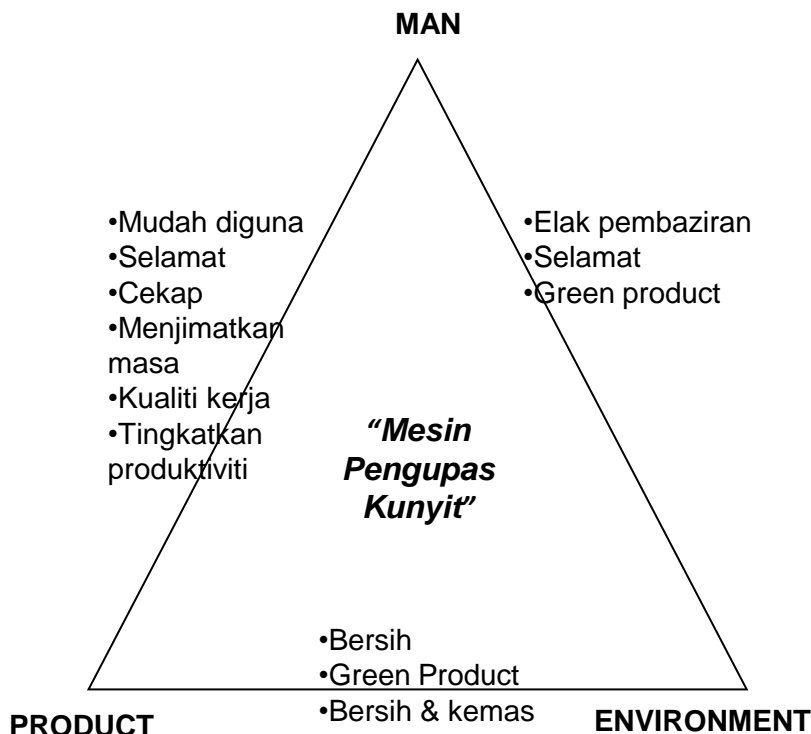 MAN
•Mudah diguna
•Selamat
•Cekap
•Menjimatkan
masa
•Kualiti kerja
•Tingkatkan
produktiviti
•Elak pembaziran
•Selamat
•Green product
“Mesin
Pengupas
Kunyit”
•Bersih
•Green Product
•Bersih & kemas
PRODUCT
ENVIRONMENT